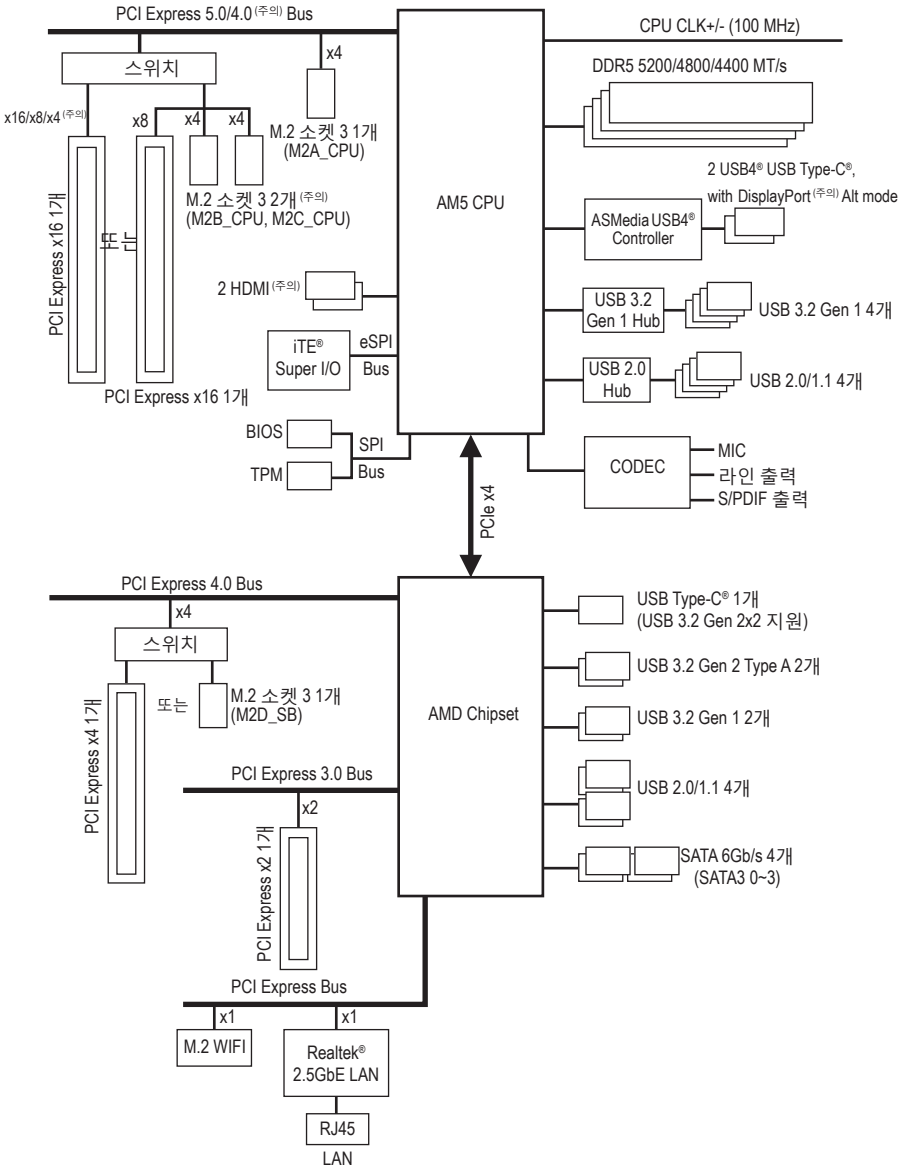 PCI Express 5.0/4.0 (주의) Bus
CPU CLK+/- (100 MHz)
x4
스위치
DDR5 5200/4800/4400 MT/s
x16/x8/x4 (주의)
x8
x4
x4
M.2 소켓 3 1개
(M2A_CPU)
PCI Express x16 1개
또는
M.2 소켓 3 2개 (주의)
(M2B_CPU, M2C_CPU)
AM5 CPU
2 USB4® USB Type-C®,
with DisplayPort (주의) Alt mode
ASMedia USB4®
Controller
2 HDMI (주의)
USB 3.2
Gen 1 Hub
USB 3.2 Gen 1 4개
iTE®
Super I/O
eSPI
Bus
USB 2.0
Hub
USB 2.0/1.1 4개
PCI Express x16 1개
BIOS
TPM
SPI
Bus
CODEC
MIC
라인 출력
S/PDIF 출력
PCIe x4
PCI Express 4.0 Bus
x4
스위치
USB Type-C® 1개
(USB 3.2 Gen 2x2 지원)
PCI Express x4 1개
또는
M.2 소켓 3 1개
(M2D_SB)
AMD Chipset
USB 3.2 Gen 2 Type A 2개
USB 3.2 Gen 1 2개
PCI Express 3.0 Bus
x2
USB 2.0/1.1 4개
PCI Express x2 1개
SATA 6Gb/s 4개
(SATA3 0~3)
PCI Express Bus
x1
x1
M.2 WIFI
Realtek®
2.5GbE LAN
RJ45
LAN